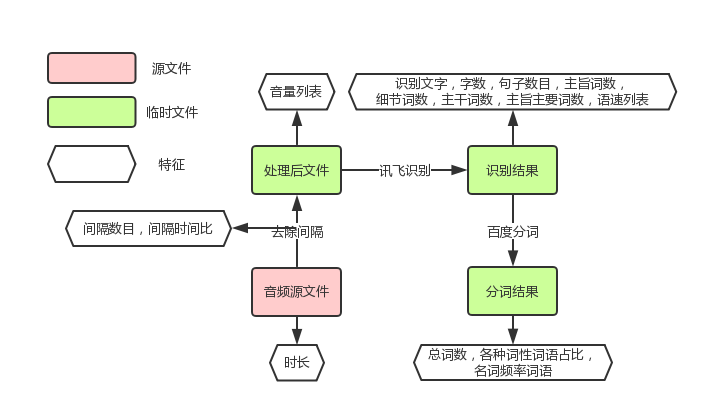 源文件
临时文件
特征
音量列表
识别文字，字数，句子数目，主旨词数，
细节词数，主干词数，主旨主要词数，语速列表
处理后文件
讯飞识别
识别结果
间隔数目，间隔时间比
去除间隔
百度分词
音频源文件
分词结果
时长
总词数，各种词性词语占比，
名词频率词语